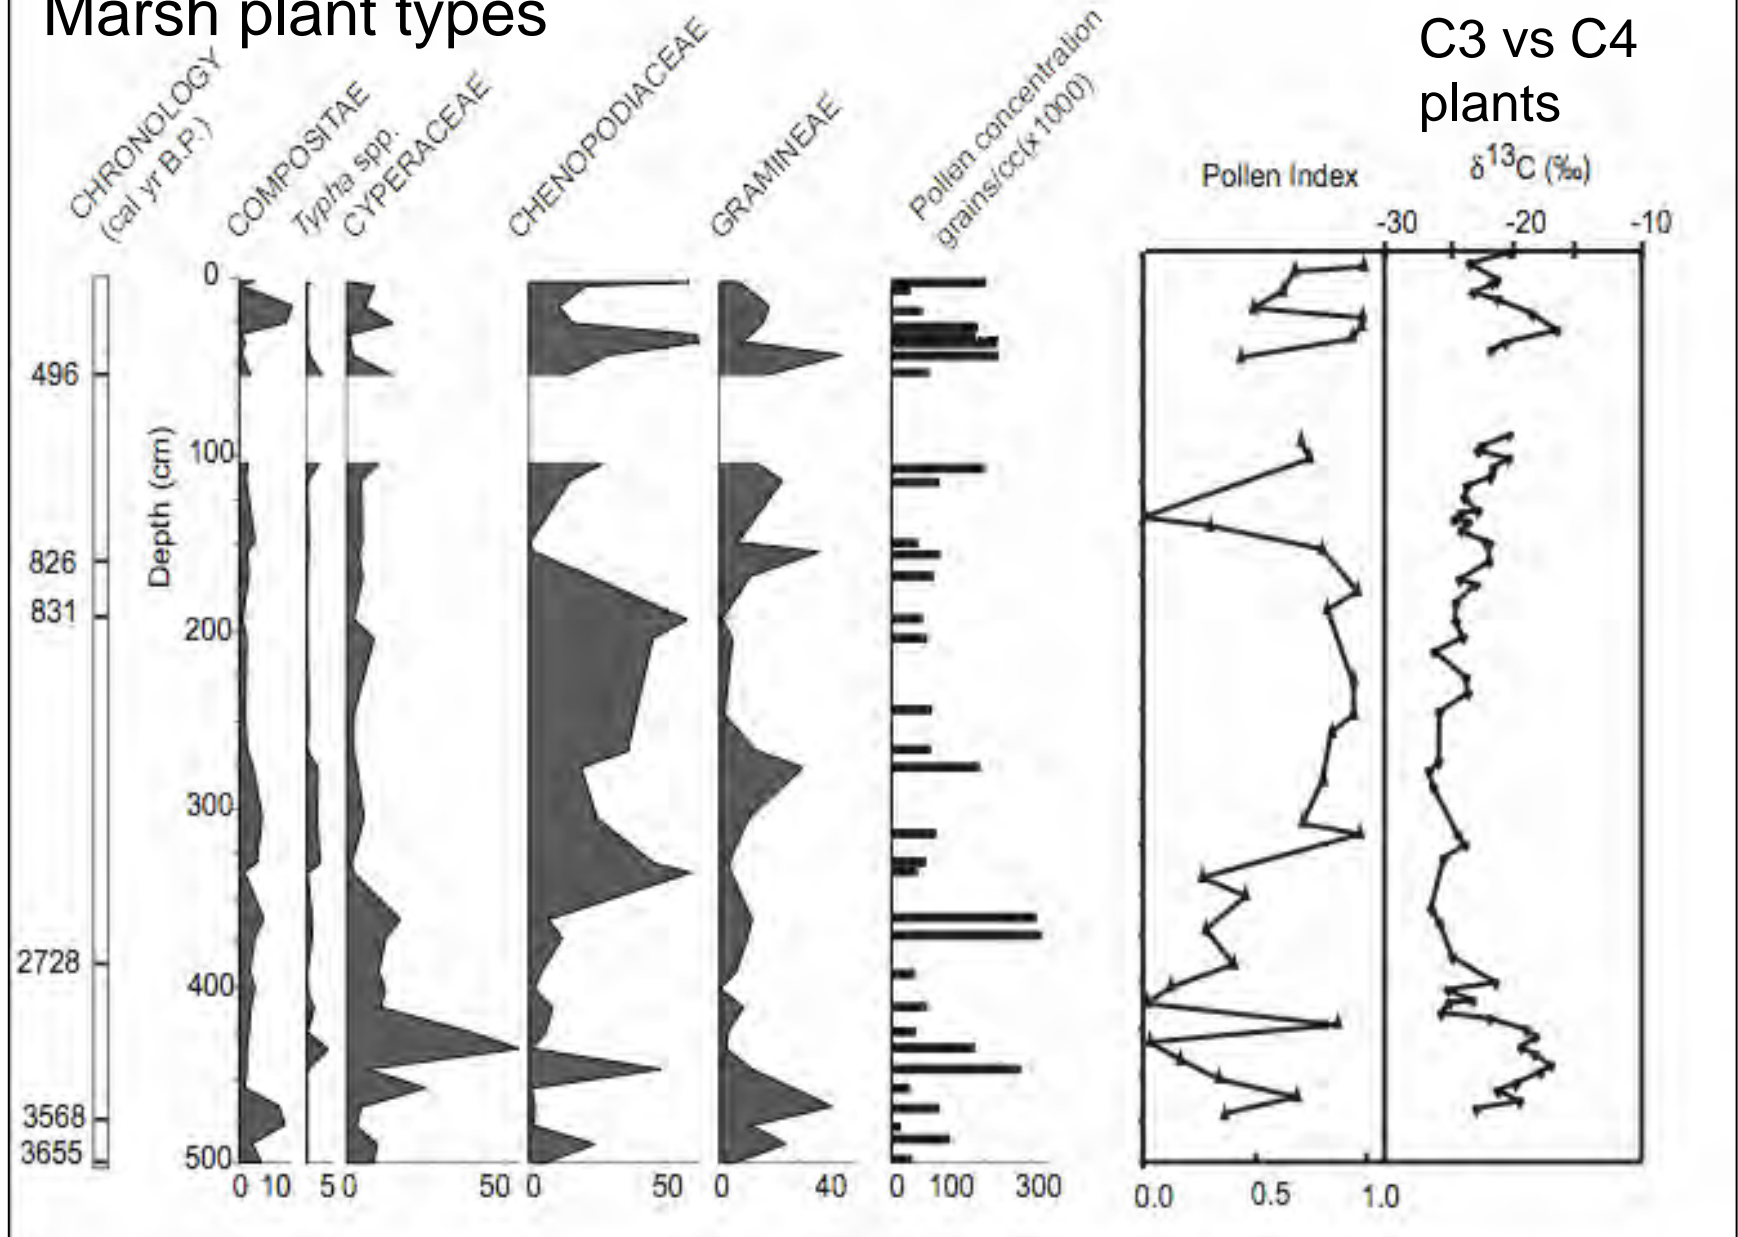 Marsh plant types
C3 vs C4
plants
CHRONOLOGY
(cal yr B.P.)
COMPOSITAE
Typha spp.
CYPERACEAE
CHENOPODIACEAE
GRAMINEAE
Pollen concentration
grains/cc(x1000)
Pollen Index
δ13C (‰)
-30 -20 -10
Depth (cm)
0
100
200
300
400
500
496
826
831
2728
3568
3655
0 10 5 0 50 0 50 0 40 0 100 300
0.0 0.5 1.0